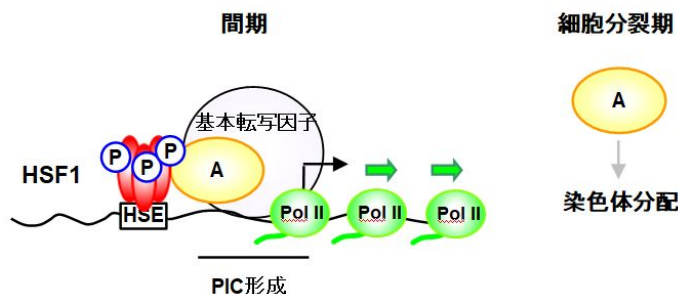 間期
細胞分裂期
基本転写因子
A
P
P
P
A
HSF1
HSE
Pol II
Pol II
Pol II
染色体分配
PIC形成